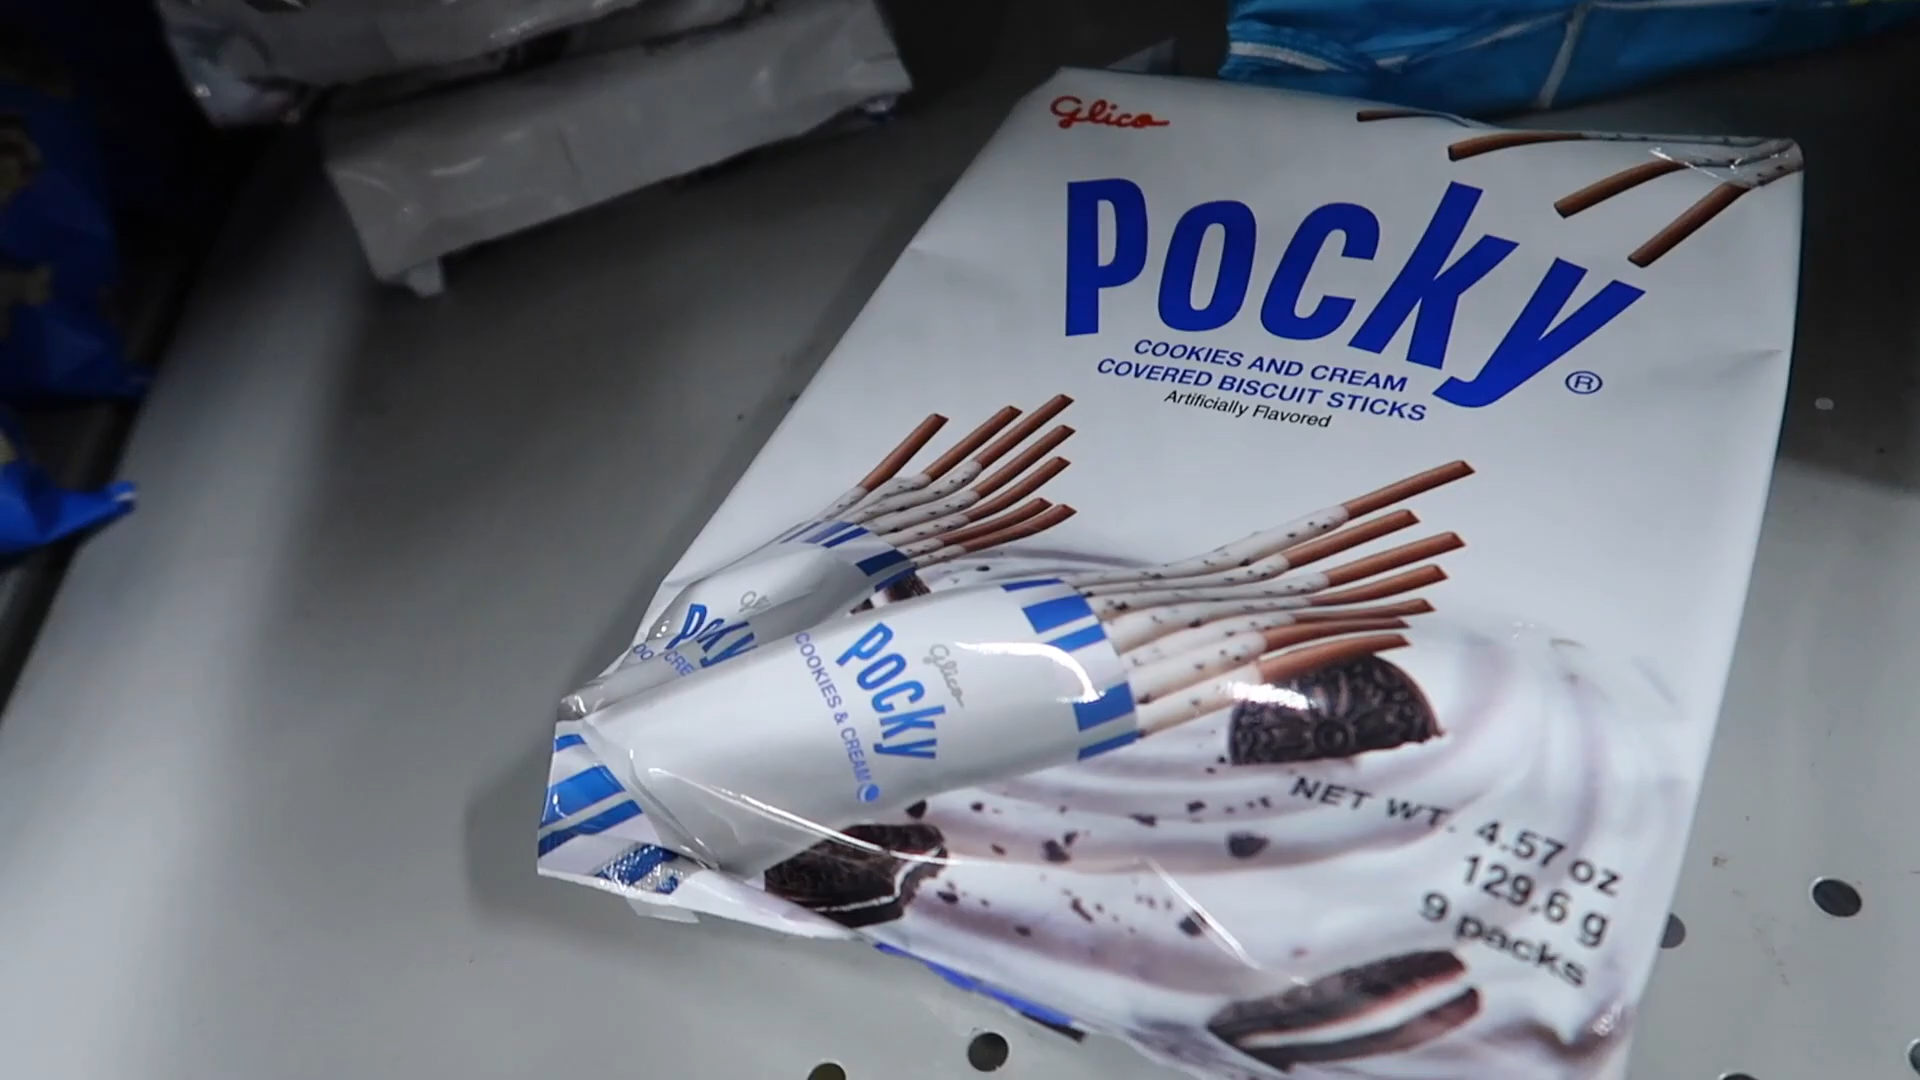 Glico
Pocky®
COOKIES AND CREAM
COVERED BISCUIT STICKS
Artificially Flavored
Pocky
Glico
Pocky
COOKIES & CREAM
NET WT. 4.57 oz
129.6 g
9 packs